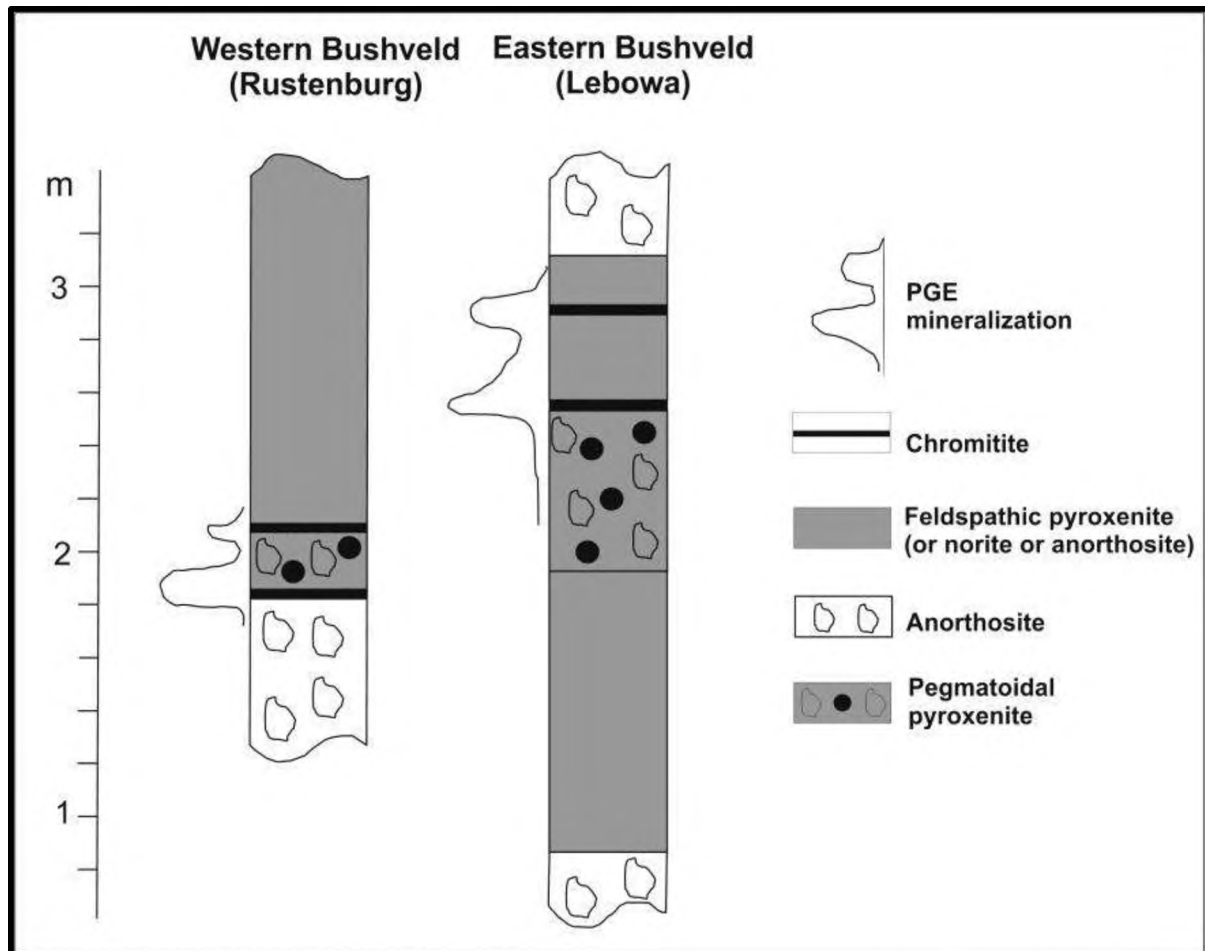 Western Bushveld
(Rustenburg)
Eastern Bushveld
(Lebowa)
m
3
2
1
PGE
mineralization
Chromitite
Feldspathic pyroxenite
(or norite or anorthosite)
Anorthosite
Pegmatoidal
pyroxenite